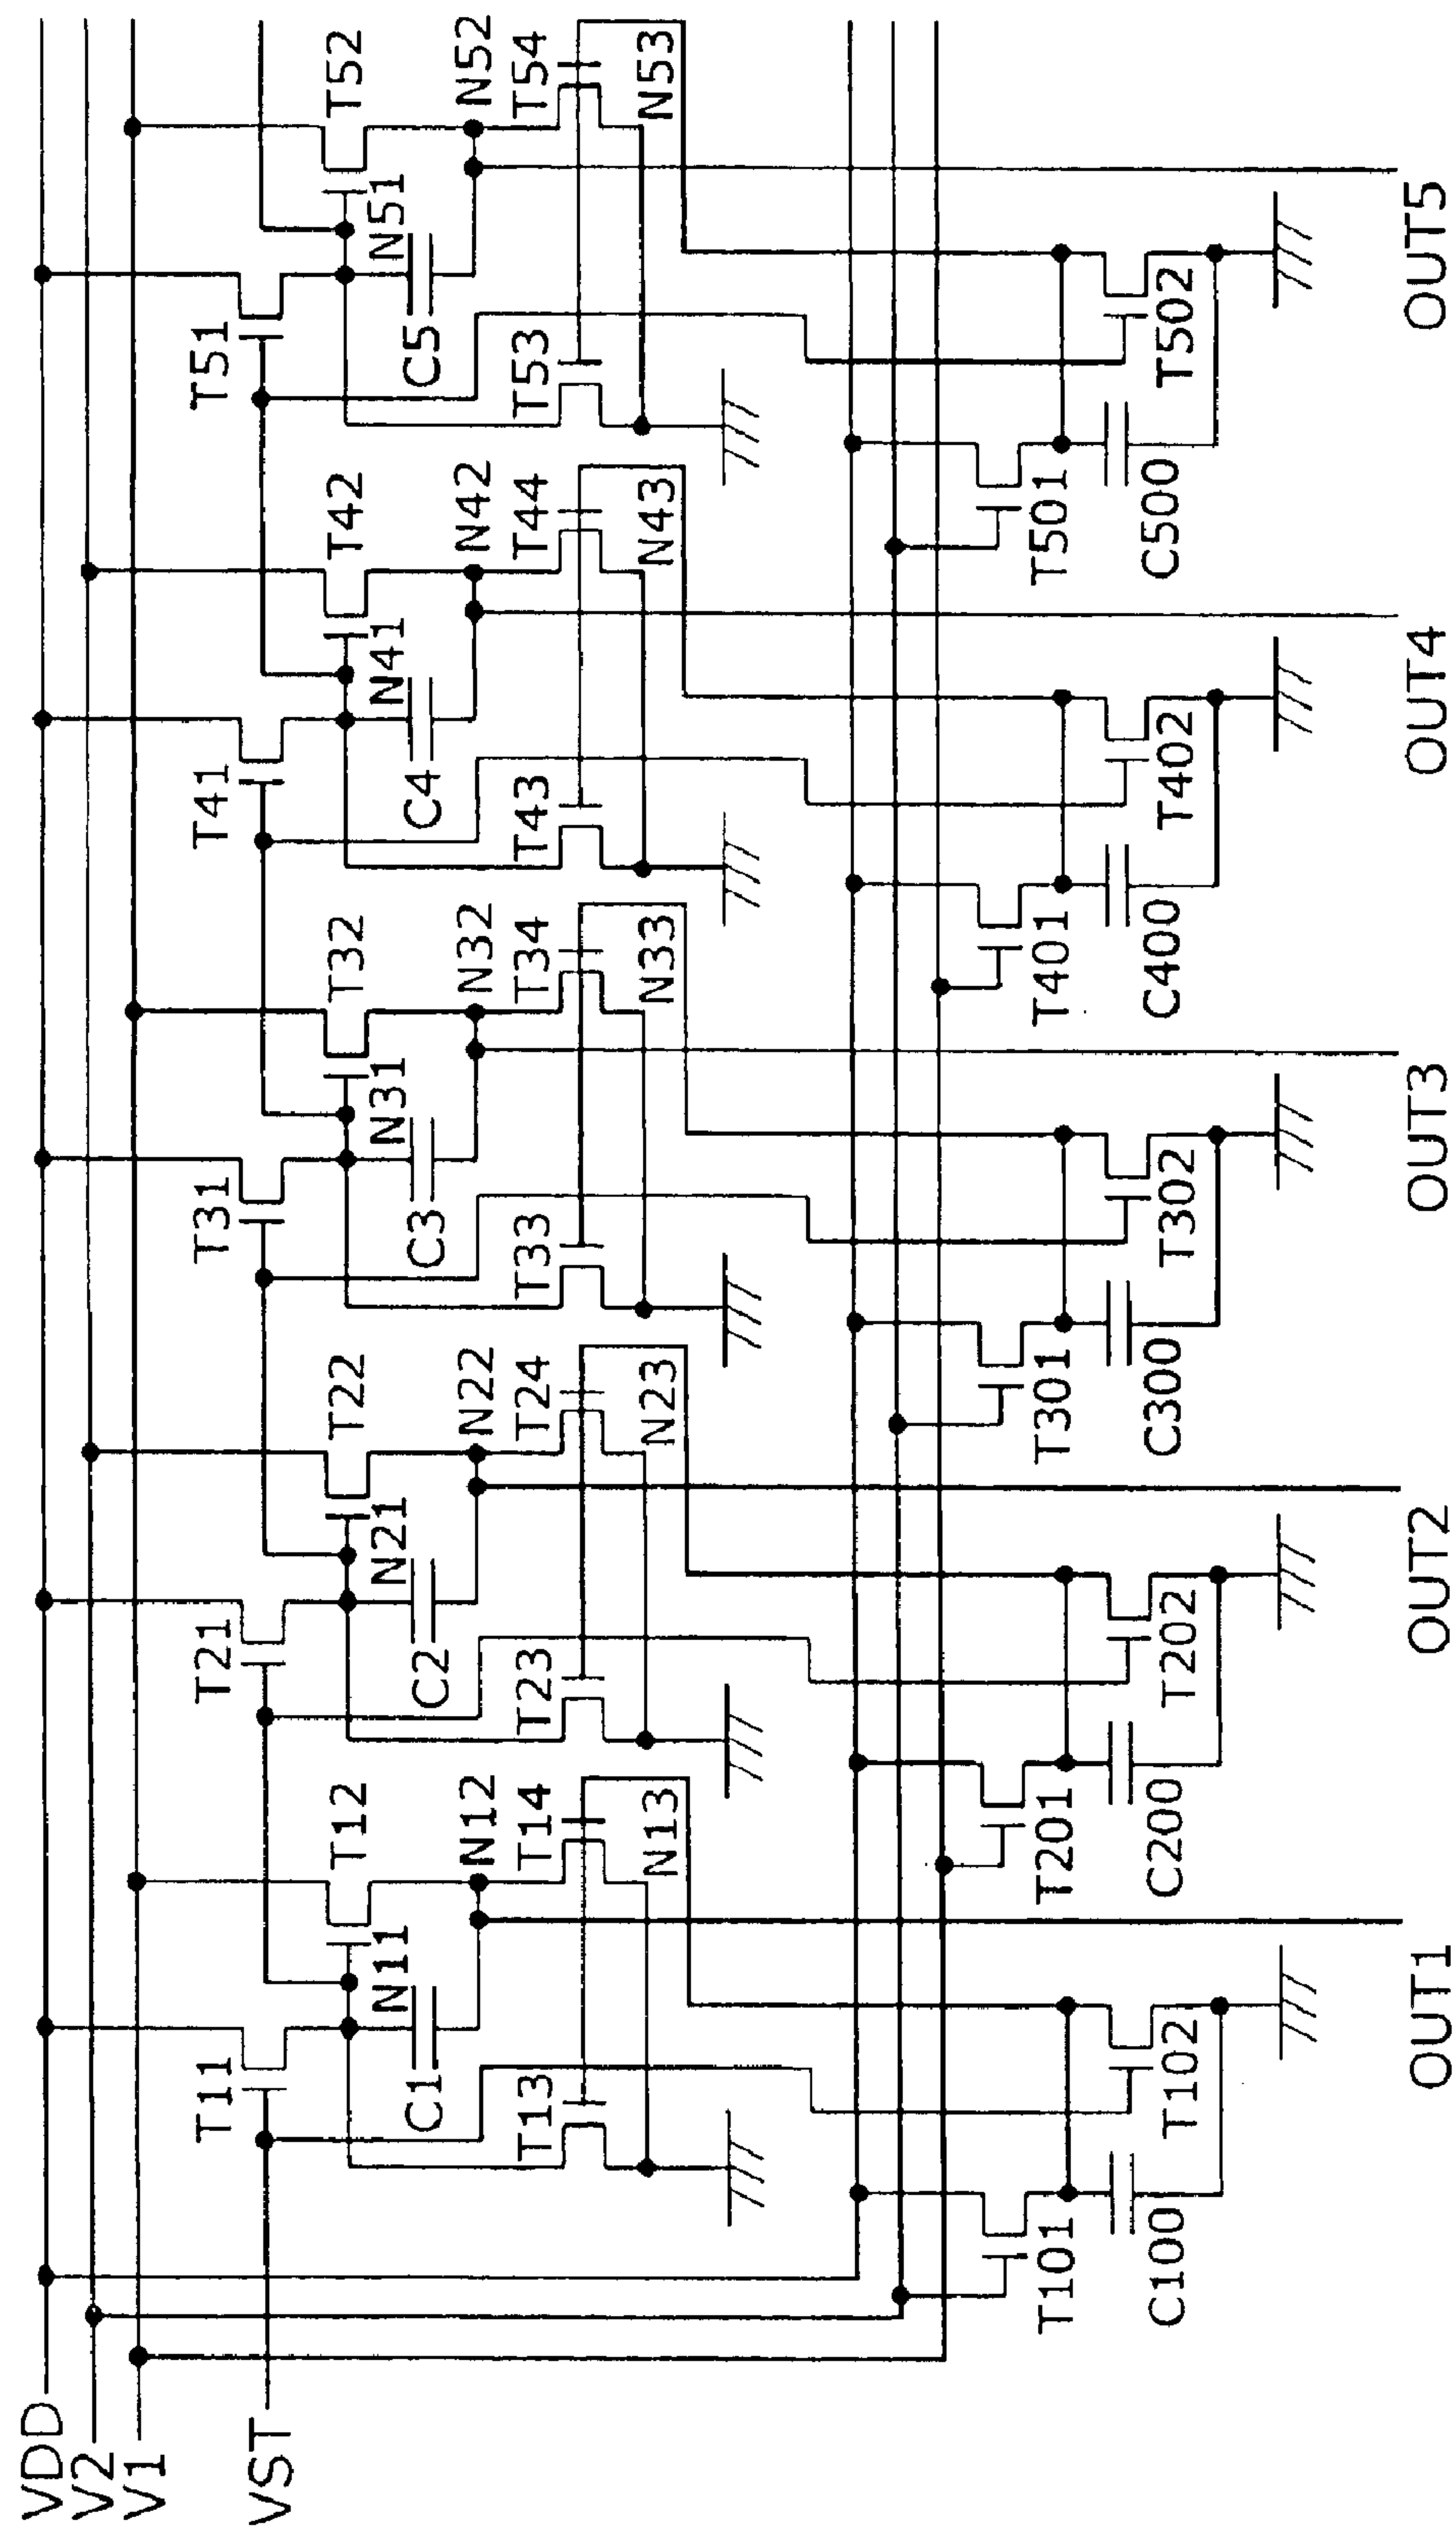 VDD
V2
V1
VST
T11
T21
T31
T41
T51
T12
T22
T32
T42
T52
N11
N21
N31
N41
N51
C1
C2
C3
C4
C5
N12
N22
N32
N42
N52
T13
T14
T23
T24
T33
T34
T43
T44
T53
T54
N13
N23
N33
N43
N53
T101
T201
T301
T401
T501
C100
T102
C200
T202
C300
T302
C400
T402
C500
T502
OUT1
OUT2
OUT3
OUT4
OUT5